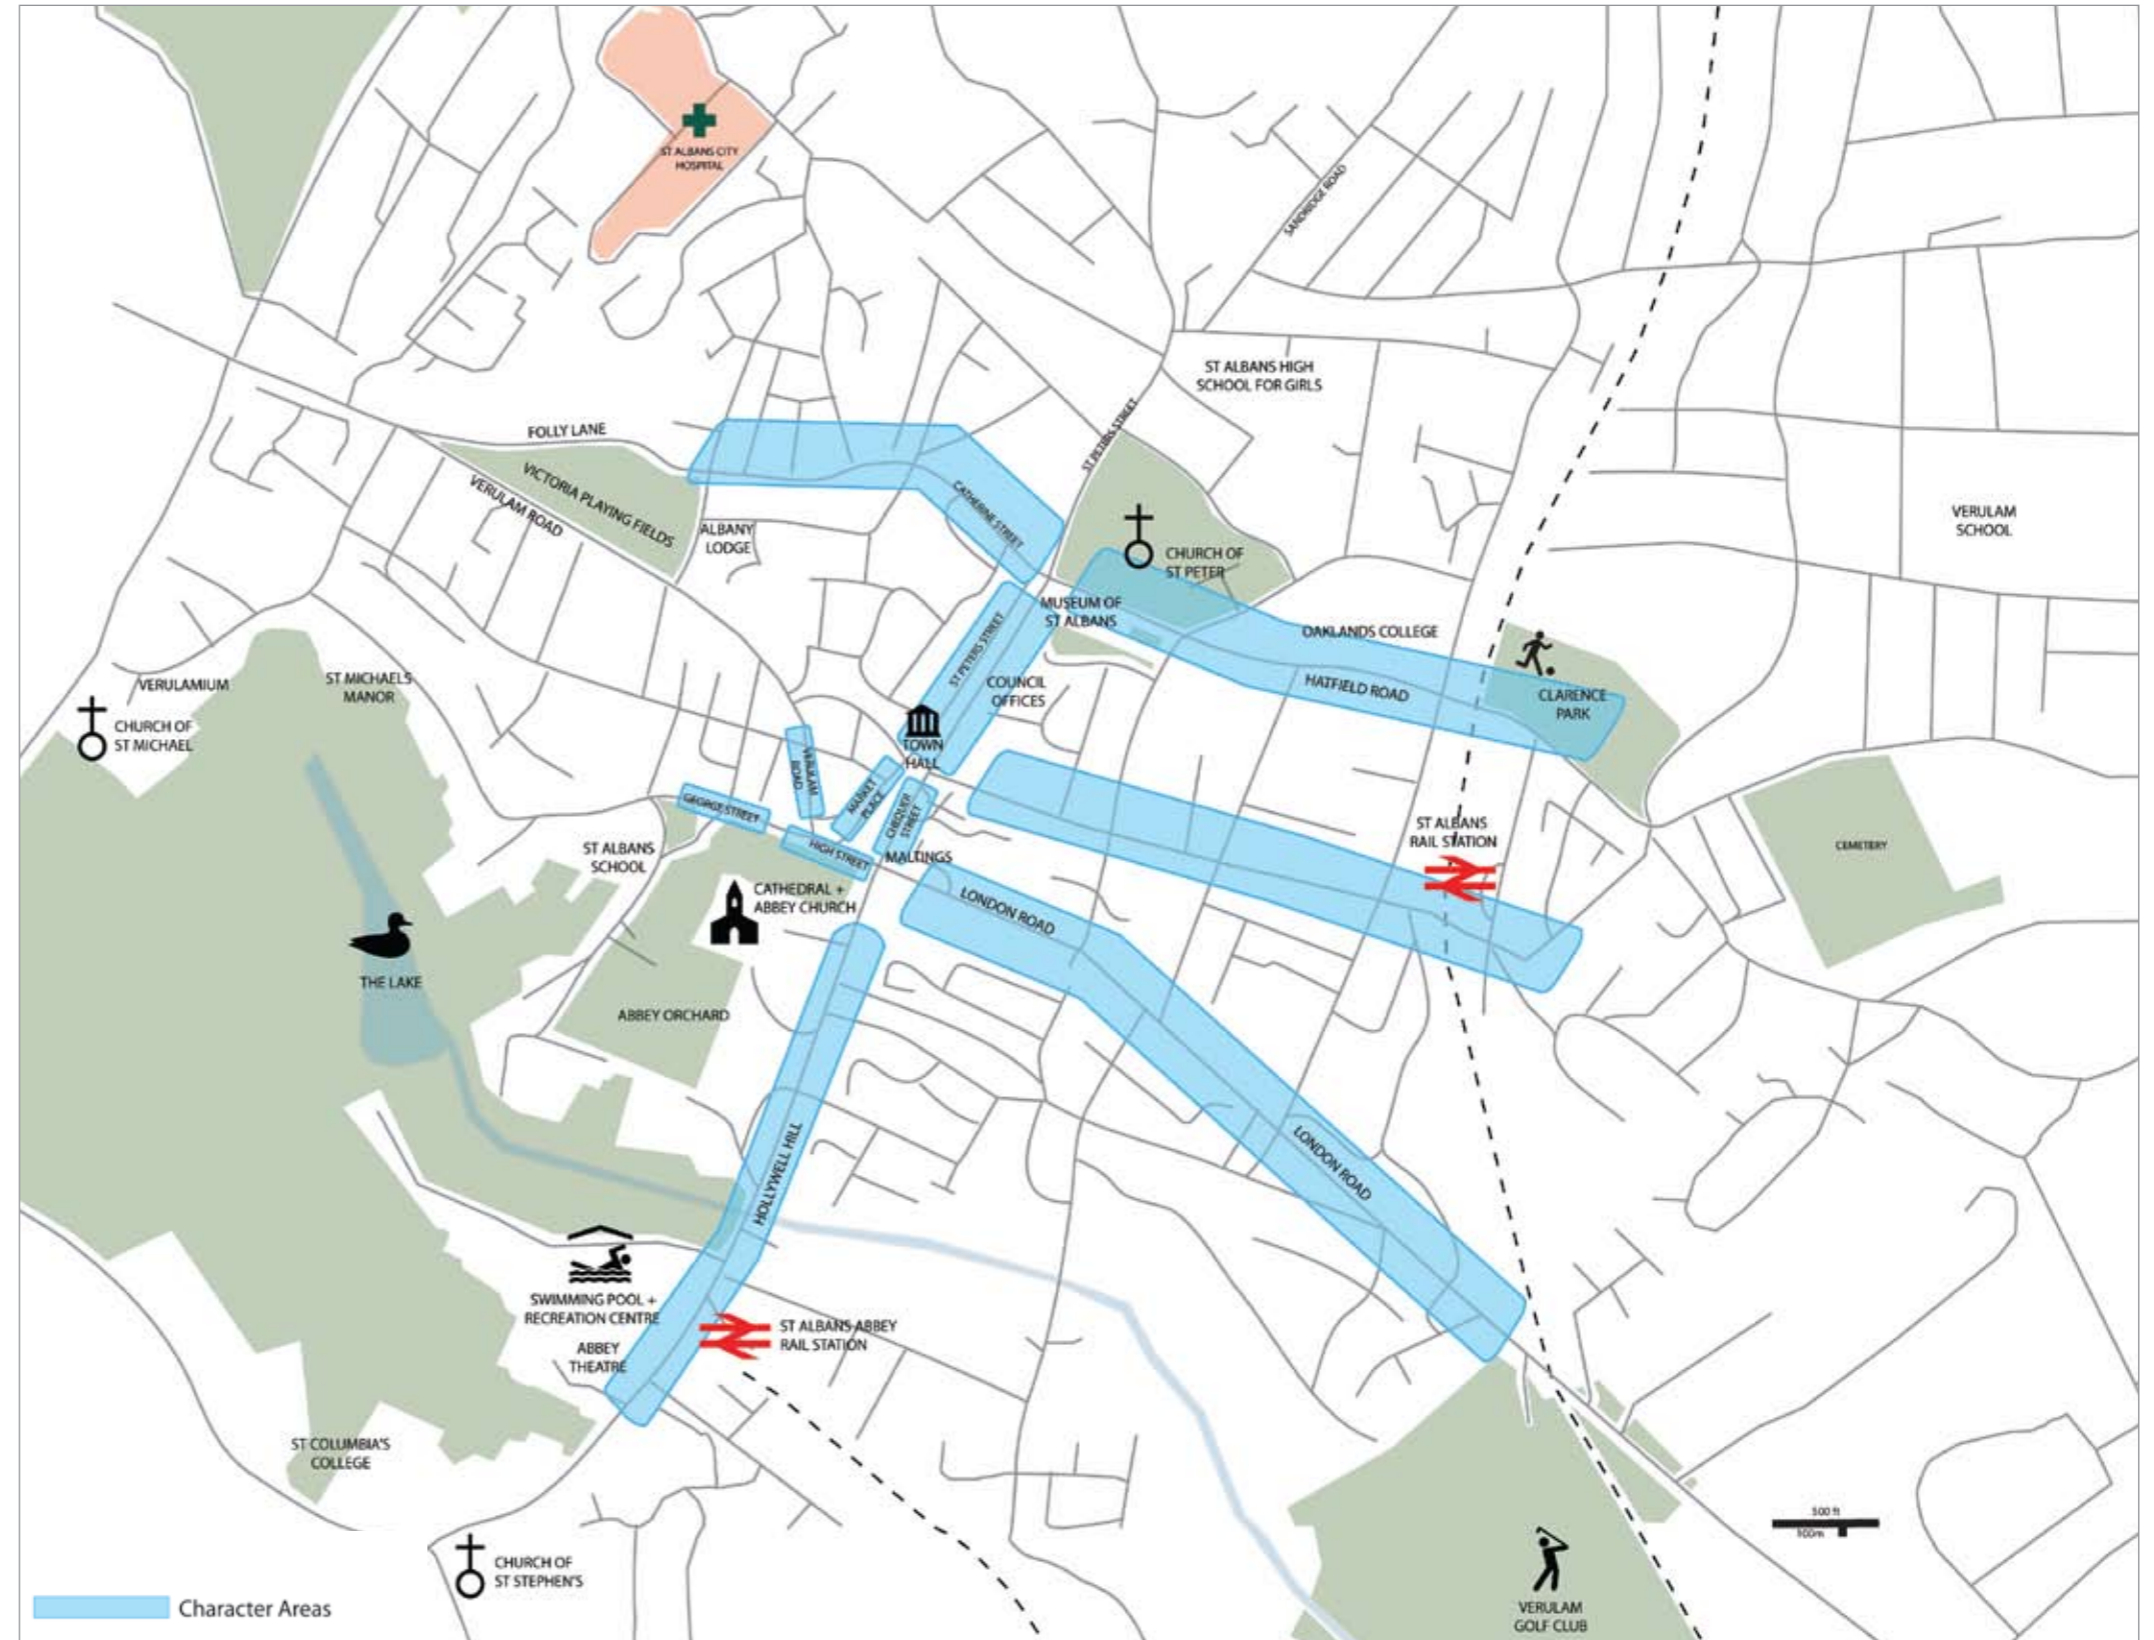 ST ALBANS CITY
HOSPITAL
SANDRIDGE ROAD
ST ALBANS HIGH
SCHOOL FOR GIRLS
FOLLY LANE
ST PETERS STREET
VICTORIA PLAYING FIELDS
VERULAM ROAD
ALBANY
LODGE
CATHERINE STREET
VERULAM
SCHOOL
CHURCH OF
ST PETER
MUSEUM OF
ST ALBANS
OAKLANDS COLLEGE
ST PETERS STREET
VERULAMIUM
ST MICHAELS
MANOR
COUNCIL
OFFICES
HATFIELD ROAD
CLARENCE
PARK
CHURCH OF
ST MICHAEL
TOWN
HALL
VERULAM
ROAD
MARKET
PLACE
GEORGE STREET
CHEQUER
STREET
ST ALBANS
RAIL STATION
HIGH STREET
MALTINGS
ST ALBANS
SCHOOL
CEMETERY
CATHEDRAL +
ABBEY CHURCH
LONDON ROAD
THE LAKE
ABBEY ORCHARD
HOLLYWELL HILL
LONDON ROAD
SWIMMING POOL +
RECREATION CENTRE
ST ALBANS ABBEY
RAIL STATION
ABBEY
THEATRE
ST COLUMBIA'S
COLLEGE
500 ft
100m
CHURCH OF
ST STEPHEN'S
Character Areas
VERULAM
GOLF CLUB